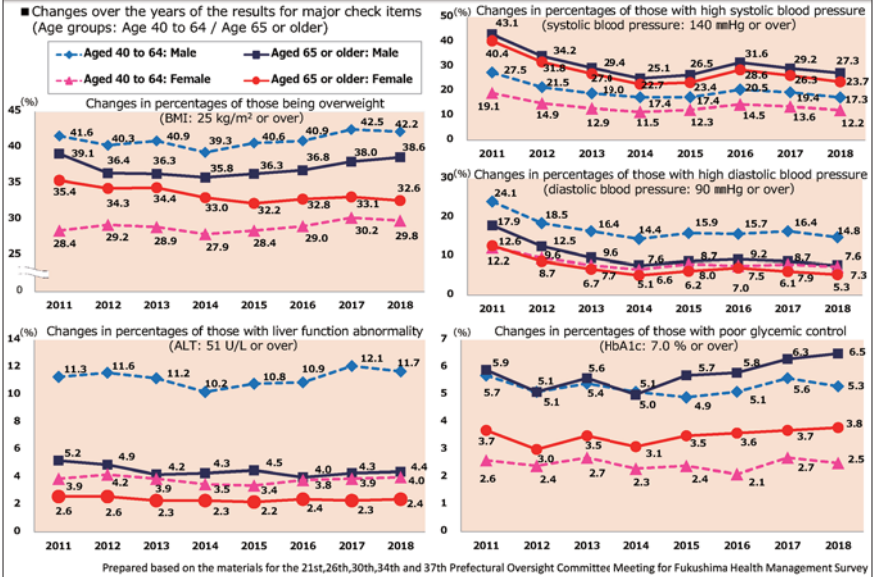 ■ Changes over the years of the results for major check items
(Age groups: Age 40 to 64 / Age 65 or older)
Aged 40 to 64: Male
Aged 65 or older: Male
Aged 40 to 64: Female
Aged 65 or older: Female
(%)
Changes in percentages of those being overweight
(BMI: 25 kg/m² or over)
45
40
35
30
25
0
41.6 40.3 40.9 39.3 40.6 40.9 42.5 42.2
39.1 36.4 36.3 35.8 36.3 36.8 38.0 38.6
35.4 34.3 34.4 33.0 32.2 32.8 33.1 32.6
28.4 29.2 28.9 27.9 28.4 29.0 30.2 29.8
2011 2012 2013 2014 2015 2016 2017 2018
(%)
Changes in percentages of those with high systolic blood pressure
(systolic blood pressure: 140 mmHg or over)
50
40
30
20
10
0
43.1 34.2 29.4 25.1 26.5 31.6 29.2 27.3
40.4 31.8 27.1 22.7 23.4 28.6 26.3 23.7
27.5 21.5 19.0 17.4 17.4 20.5 19.4 17.3
19.1 14.9 12.9 11.5 12.3 14.5 13.6 12.2
2011 2012 2013 2014 2015 2016 2017 2018
(%)
Changes in percentages of those with high diastolic blood pressure
(diastolic blood pressure: 90 mmHg or over)
30
20
10
0
24.1 18.5 16.4 14.4 15.9 15.7 16.4 14.8
17.9 12.5 9.6 7.6 8.7 9.2 8.7 7.6
12.6 9.6 7.7 6.6 8.0 7.5 7.9 7.3
12.2 8.7 6.7 5.1 6.2 7.0 6.1 5.3
2011 2012 2013 2014 2015 2016 2017 2018
(%)
Changes in percentages of those with liver function abnormality
(ALT: 51 U/L or over)
14
12
10
8
6
4
2
0
11.3 11.6 11.2 10.2 10.8 10.9 12.1 11.7
5.2 4.9 4.2 4.3 4.5 4.0 4.3 4.4
3.9 4.2 3.9 3.5 3.4 3.8 3.9 4.0
2.6 2.6 2.3 2.3 2.2 2.4 2.3 2.4
2011 2012 2013 2014 2015 2016 2017 2018
(%)
Changes in percentages of those with poor glycemic control
(HbA1c: 7.0 % or over)
7
6
5
4
3
2
1
0
5.9 5.1 5.6 5.0 5.7 5.8 6.3 6.5
5.7 5.1 5.4 5.1 4.9 5.1 5.6 5.3
3.7 3.0 3.5 3.1 3.5 3.6 3.7 3.8
2.6 2.4 2.7 2.3 2.4 2.1 2.7 2.5
2011 2012 2013 2014 2015 2016 2017 2018
Prepared based on the materials for the 21st,26th,30th,34th and 37th Prefectural Oversight Committee Meeting for Fukushima Health Management Survey